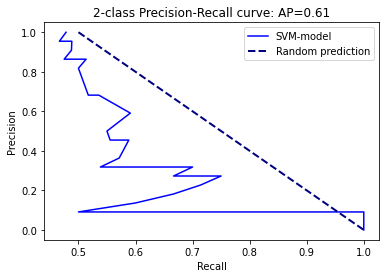 2-class Precision-Recall curve: AP=0.61
SVM-model
Random prediction
Precision
1.0
0.8
0.6
0.4
0.2
0.0
0.5
0.6
0.7
0.8
0.9
1.0
Recall